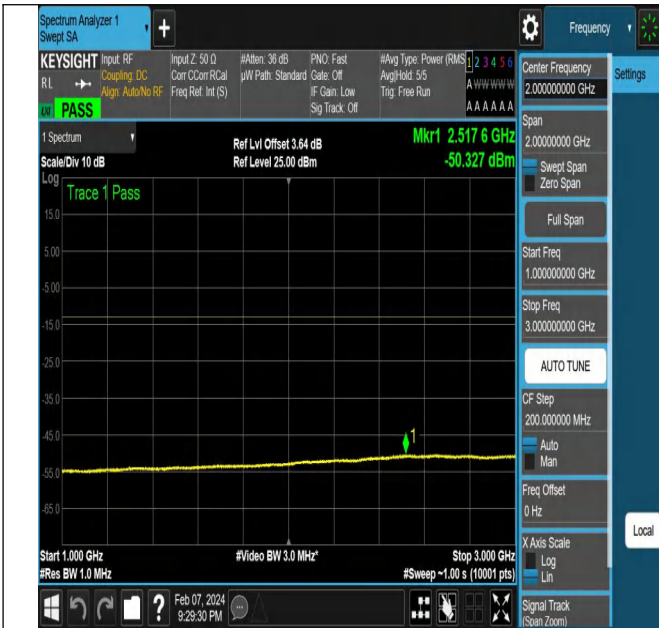 Spectrum Analyzer 1
Swept SA
+
Frequency
KEYSIGHT
RL
PASS
Input: RF
Coupling: DC
Align: Auto/No RF
Input Z: 50 Ω
Corr CCorr RCal
Freq Ref: Int (S)
#Atten: 36 dB
µW Path: Standard
PNO: Fast
Gate: Off
IF Gain: Low
Sig Track: Off
#Avg Type: Power (RMS
Avg|Hold: 5/5
Trig: Free Run
1 2 3 4 5 6
A W W W W W
A A A A A A
1 Spectrum
Scale/Div 10 dB
Ref Lvl Offset 3.64 dB
Ref Level 25.00 dBm
Mkr1 2.517 6 GHz
-50.327 dBm
Log
Trace 1 Pass
15.0
5.00
-5.00
-15.0
-25.0
-35.0
-45.0
-55.0
-65.0
1
Start 1.000 GHz
#Res BW 1.0 MHz
#Video BW 3.0 MHz*
Stop 3.000 GHz
#Sweep ~1.00 s (10001 pts)
?
Feb 07, 2024
9:29:30 PM
Center Frequency
2.000000000 GHz
Span
2.00000000 GHz
Swept Span
Zero Span
Full Span
Start Freq
1.000000000 GHz
Stop Freq
3.000000000 GHz
AUTO TUNE
CF Step
200.000000 MHz
Auto
Man
Freq Offset
0 Hz
X Axis Scale
Log
Lin
Signal Track
(Span Zoom)
Settings
Local